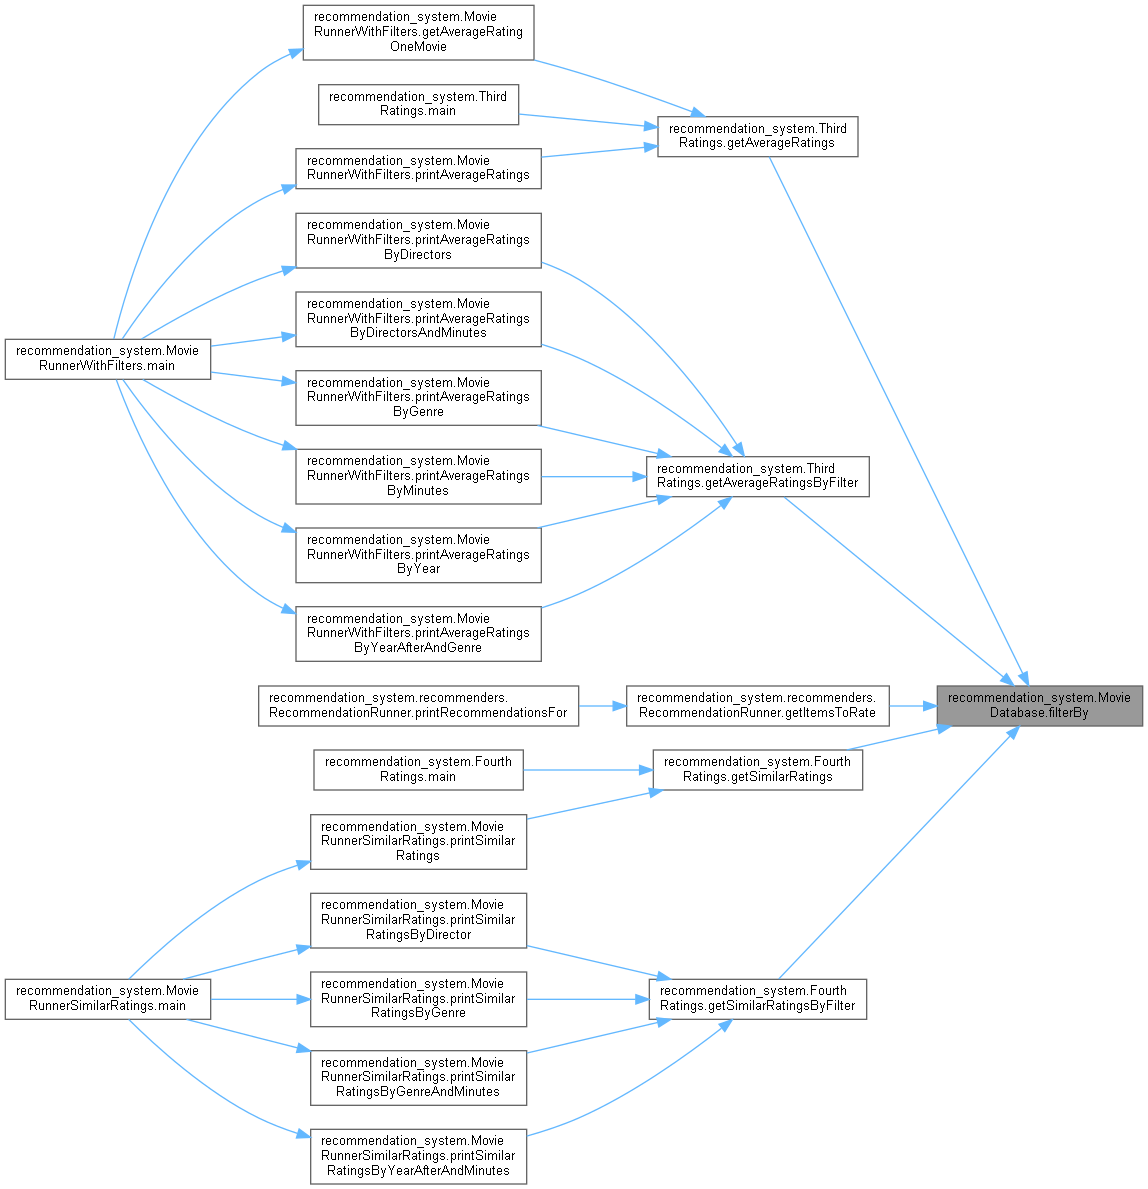 recommendation_system.Movie
RunnerWithFilters.getAverageRating
OneMovie
recommendation_system.Third
Ratings.main
recommendation_system.Third
Ratings.getAverageRatings
recommendation_system.Movie
RunnerWithFilters.printAverageRatings
recommendation_system.Movie
RunnerWithFilters.printAverageRatings
ByDirectors
recommendation_system.Movie
RunnerWithFilters.printAverageRatings
ByDirectorsAndMinutes
recommendation_system.Movie
RunnerWithFilters.main
recommendation_system.Movie
RunnerWithFilters.printAverageRatings
ByGenre
recommendation_system.Movie
RunnerWithFilters.printAverageRatings
ByMinutes
recommendation_system.Third
Ratings.getAverageRatingsByFilter
recommendation_system.Movie
RunnerWithFilters.printAverageRatings
ByYear
recommendation_system.Movie
RunnerWithFilters.printAverageRatings
ByYearAfterAndGenre
recommendation_system.recommenders.
RecommendationRunner.printRecommendationsFor
recommendation_system.recommenders.
RecommendationRunner.getItemsToRate
recommendation_system.Movie
Database.filterBy
recommendation_system.Fourth
Ratings.main
recommendation_system.Fourth
Ratings.getSimilarRatings
recommendation_system.Movie
RunnerSimilarRatings.printSimilar
Ratings
recommendation_system.Movie
RunnerSimilarRatings.printSimilar
RatingsByDirector
recommendation_system.Movie
RunnerSimilarRatings.main
recommendation_system.Movie
RunnerSimilarRatings.printSimilar
RatingsByGenre
recommendation_system.Fourth
Ratings.getSimilarRatingsByFilter
recommendation_system.Movie
RunnerSimilarRatings.printSimilar
RatingsByGenreAndMinutes
recommendation_system.Movie
RunnerSimilarRatings.printSimilar
RatingsByYearAfterAndMinutes